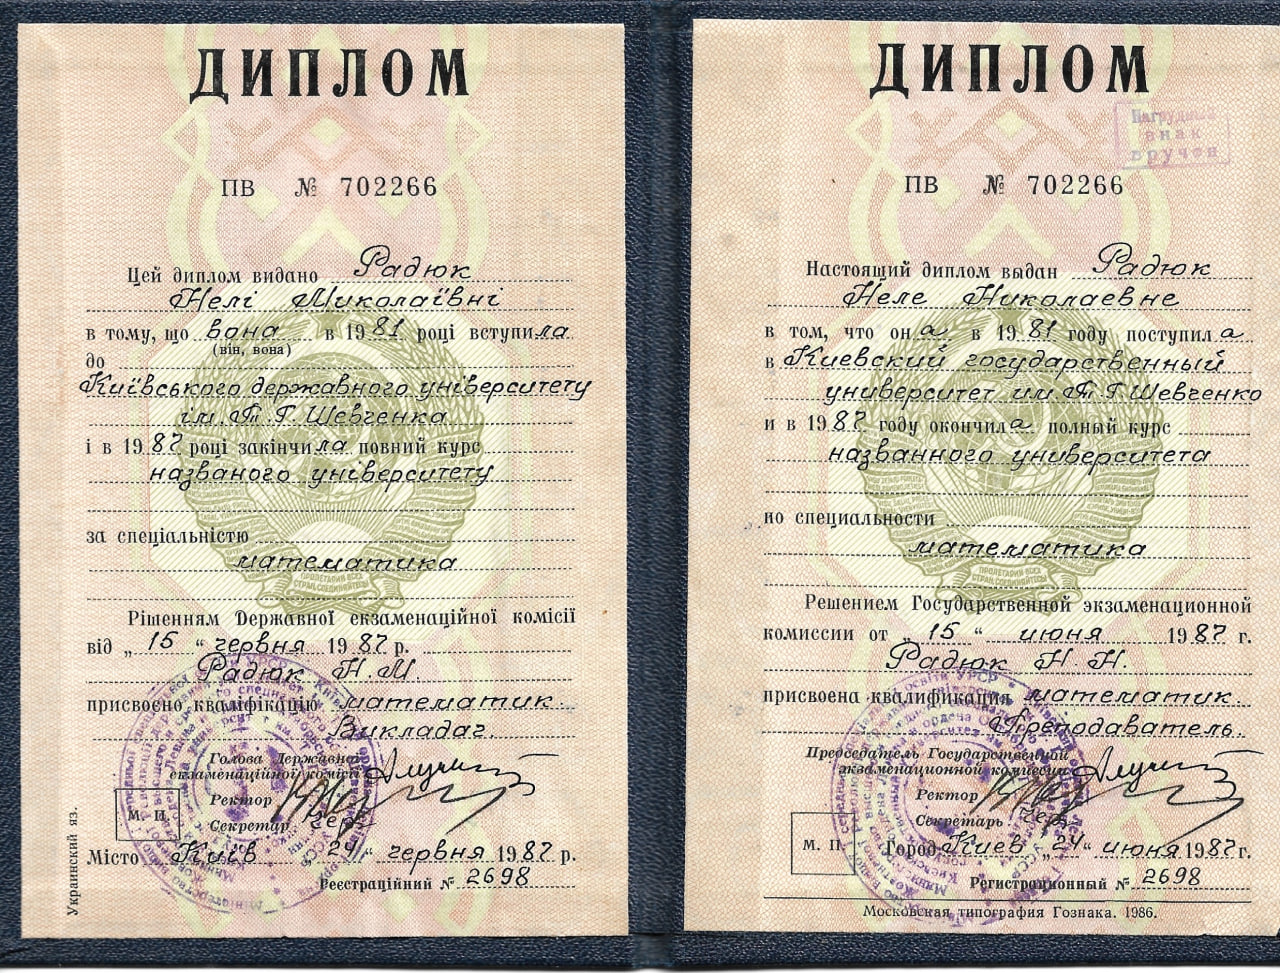 ДИПЛОМ
ПВ № 702266
Цей диплом видано Радюк
Нелі Миколаївні
в тому, що вона в 1981 році вступила
(він, вона)
до
Київського державного університету
ім. Т. Г. Шевченка
і в 1987 році закінчила повний курс
названого університету
за спеціальністю
математика
Рішенням Державної екзаменаційної комісії
від „15“ червня 1987 р.
Радюк Н. М.
присвоєно кваліфікацію математик.
Викладач.
Голова Державної
екзаменаційної комісії
Ректор
Секретар
М. П.
Місто Київ „24“ червня 1987 р.
Реєстраційний № 2698
Украинский яз.
ДИПЛОМ
Нагрудный
знак
вручен
ПВ № 702266
Настоящий диплом выдан Радюк
Неле Николаевне
в том, что она в 1981 году поступила
в Киевский государственный
университет им. Т. Г. Шевченко
и в 1987 году окончила полный курс
названного университета
по специальности
математика
Решением Государственной экзаменационной
комиссии от „15“ июня 1987 г.
Радюк Н. Н.
присвоена квалификация математик.
Преподаватель.
Председатель Государственной
экзаменационной комиссии
Ректор
Секретарь
М. П.
Город Киев „24“ июня 1987 г.
Регистрационный № 2698
Московская типография Гознака. 1986.